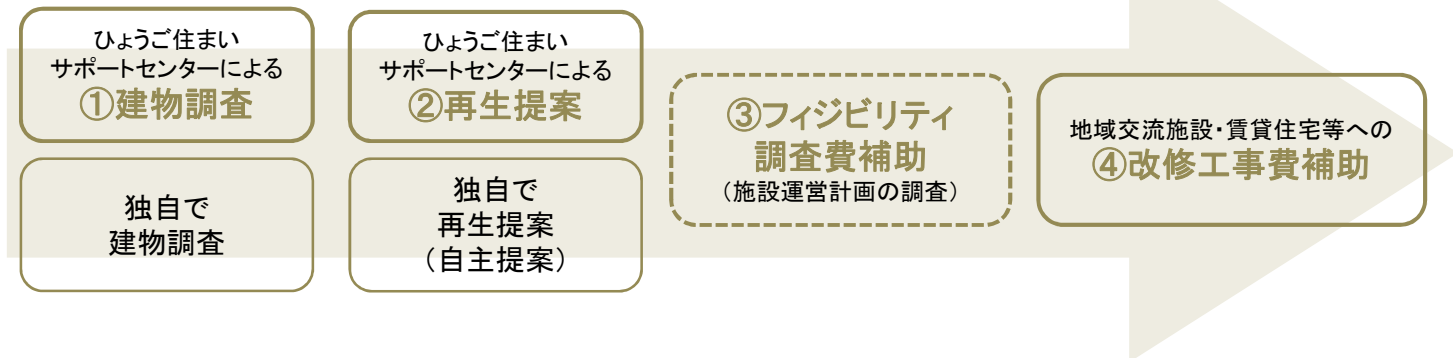 ひょうご住まい
サポートセンターによる
①建物調査
独自で
建物調査
ひょうご住まい
サポートセンターによる
②再生提案
独自で
再生提案
（自主提案）
③フィジビリティ
調査費補助
（施設運営計画の調査）
地域交流施設・賃貸住宅等への
④改修工事費補助